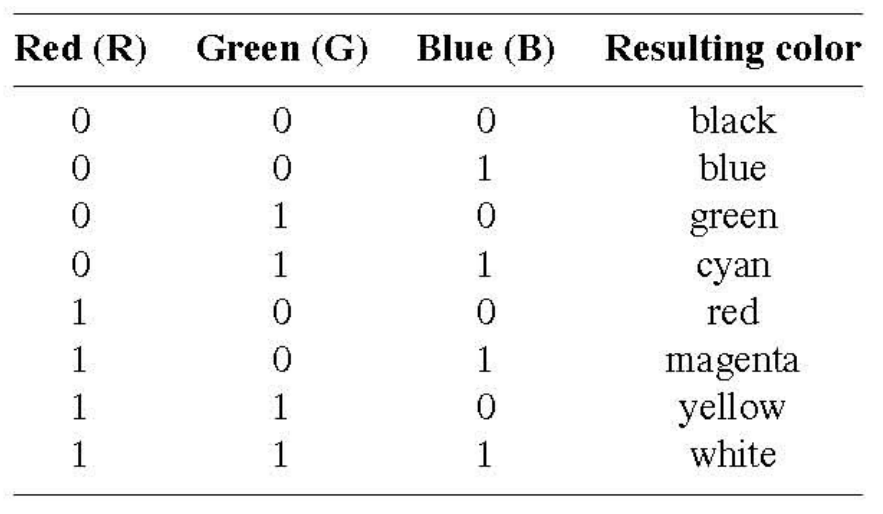 Red (R) Green (G) Blue (B) Resulting color
0 0 0 black
0 0 1 blue
0 1 0 green
0 1 1 cyan
1 0 0 red
1 0 1 magenta
1 1 0 yellow
1 1 1 white